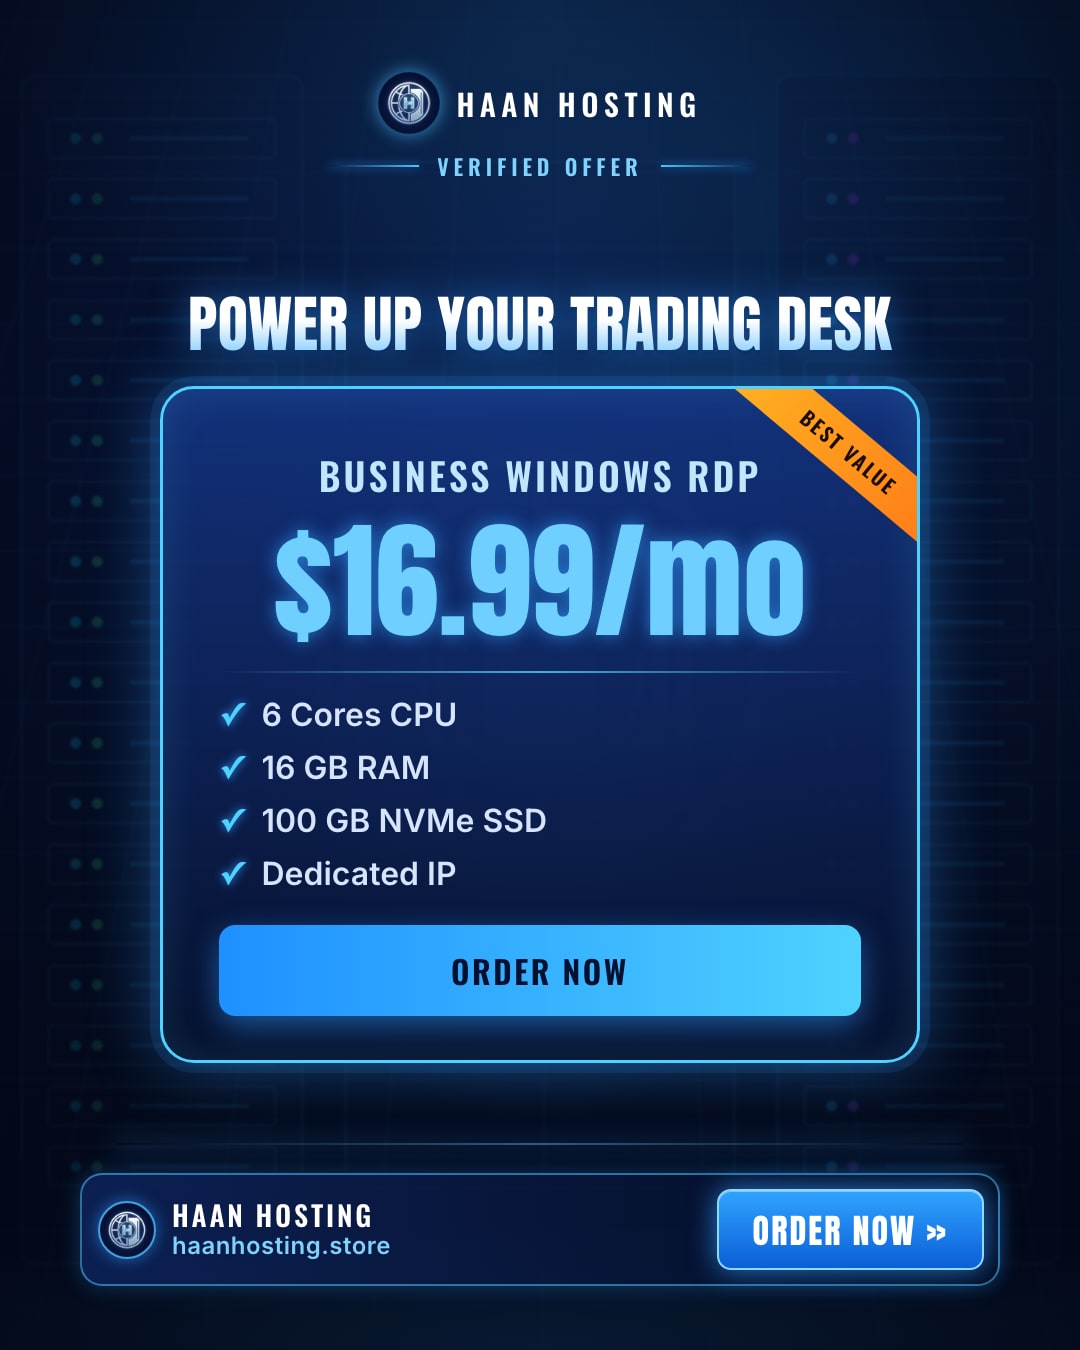 HAAN HOSTING
VERIFIED OFFER
POWER UP YOUR TRADING DESK
BEST VALUE
BUSINESS WINDOWS RDP
$16.99/mo
✔ 6 Cores CPU
✔ 16 GB RAM
✔ 100 GB NVMe SSD
✔ Dedicated IP
ORDER NOW
HAAN HOSTING
haanhosting.store
ORDER NOW »